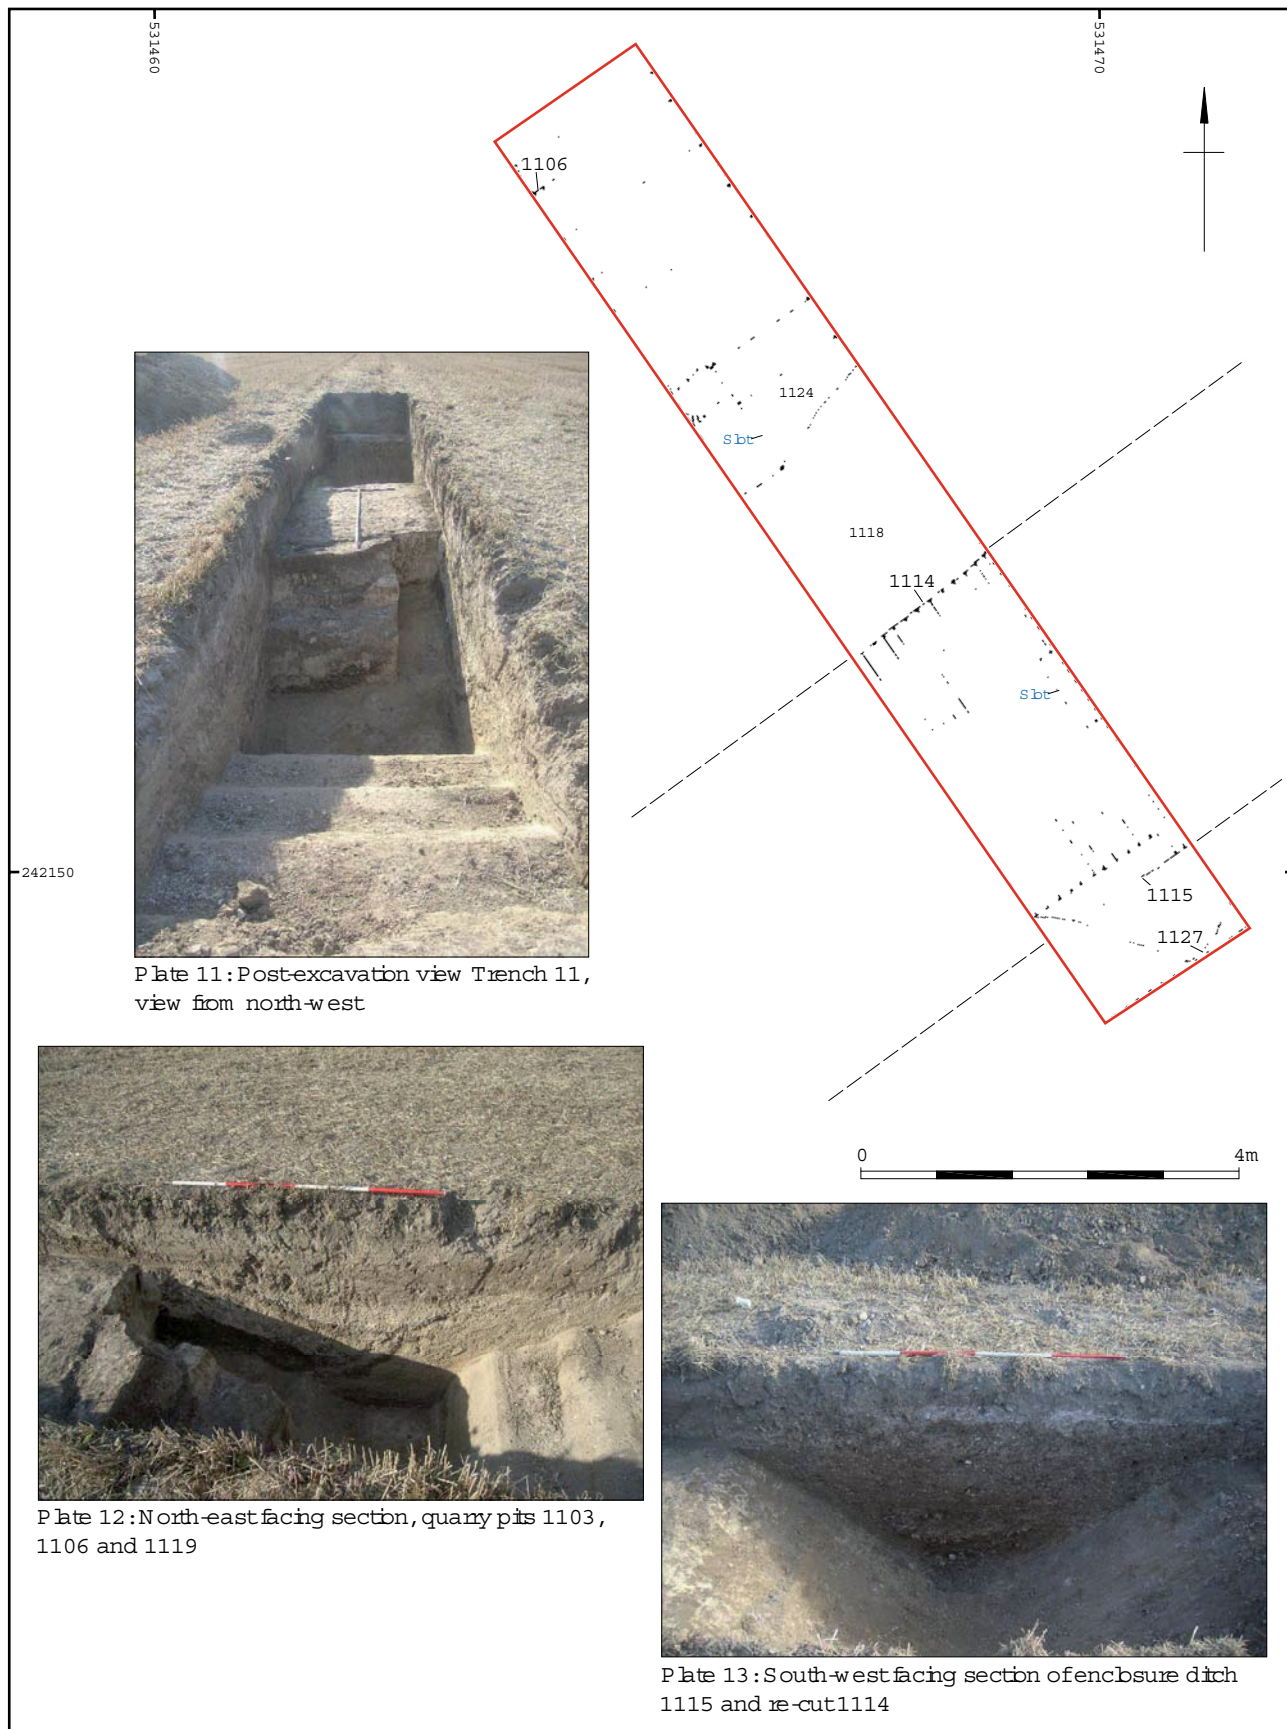 531460
531470
1106
1124
Slot
1118
1114
Slot
242150
1115
1127
Plate 11: Post-excavation view Trench 11,
view from north-west
0 4m
Plate 12: North-east facing section, quarry pits 1103,
1106 and 1119
Plate 13: South-west facing section of enclosure ditch
1115 and re-cut 1114